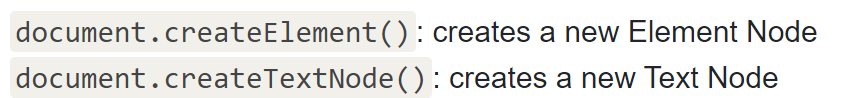 document.createElement(): creates a new Element Node
document.createTextNode(): creates a new Text Node